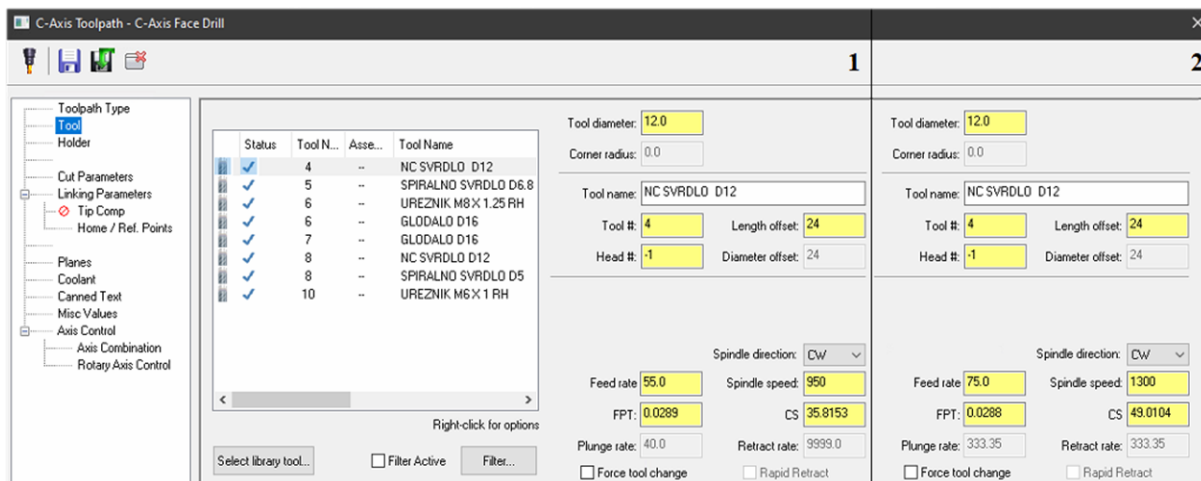 C-Axis Toolpath - C-Axis Face Drill
1
2
Toolpath Type
Tool
Holder
Cut Parameters
Linking Parameters
Tip Comp
Home / Ref. Points
Planes
Coolant
Canned Text
Misc Values
Axis Control
Axis Combination
Rotary Axis Control
Status Tool N... Asse... Tool Name
4 -- NC SVRDLO D12
5 -- SPIRALNO SVRDLO D6.8
6 -- UREZNIK M8 X 1.25 RH
6 -- GLODALO D16
7 -- GLODALO D16
8 -- NC SVRDLO D12
8 -- SPIRALNO SVRDLO D5
10 -- UREZNIK M6 X 1 RH
Right-click for options
Select library tool...
Filter Active
Filter...
Tool diameter: 12.0
Corner radius: 0.0
Tool name: NC SVRDLO D12
Tool #: 4 Length offset: 24
Head #: -1 Diameter offset: 24
Spindle direction: CW
Feed rate 55.0 Spindle speed: 950
FPT: 0.0289 CS 35.8153
Plunge rate: 40.0 Retract rate: 9999.0
Force tool change Rapid Retract
Tool diameter: 12.0
Corner radius: 0.0
Tool name: NC SVRDLO D12
Tool #: 4 Length offset: 24
Head #: -1 Diameter offset: 24
Spindle direction: CW
Feed rate 75.0 Spindle speed: 1300
FPT: 0.0288 CS 49.0104
Plunge rate: 333.35 Retract rate: 333.35
Force tool change Rapid Retract